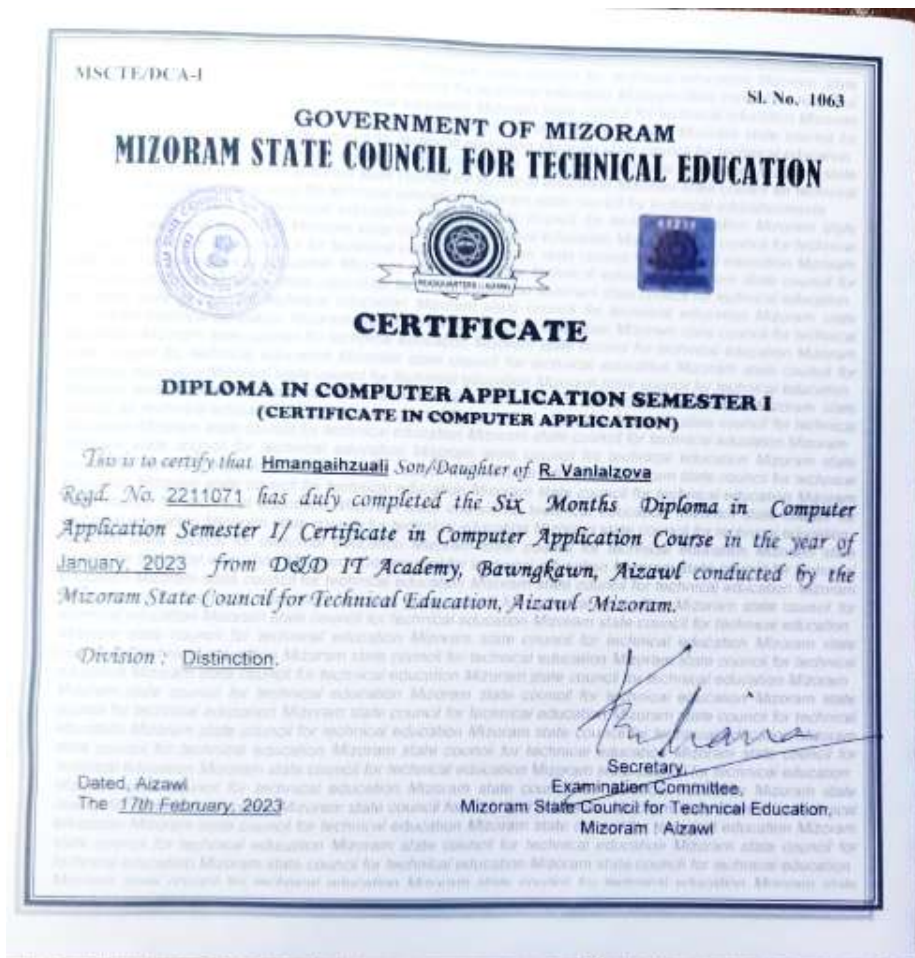 MSCTE/DCA-I
Sl. No. 1063
GOVERNMENT OF MIZORAM
MIZORAM STATE COUNCIL FOR TECHNICAL EDUCATION
CERTIFICATE
DIPLOMA IN COMPUTER APPLICATION SEMESTER I
(CERTIFICATE IN COMPUTER APPLICATION)
This is to certify that Hmangaihzuali Son/Daughter of R. Vanlalzova
Regd. No. 2211071 has duly completed the Six Months Diploma in Computer
Application Semester I/ Certificate in Computer Application Course in the year of
January, 2023 from D&D IT Academy, Bawngkawn, Aizawl conducted by the
Mizoram State Council for Technical Education, Aizawl Mizoram.
Division : Distinction.
Secretary,
Dated, Aizawl
Examination Committee,
The 17th February, 2023
Mizoram State Council for Technical Education,
Mizoram Aizawl